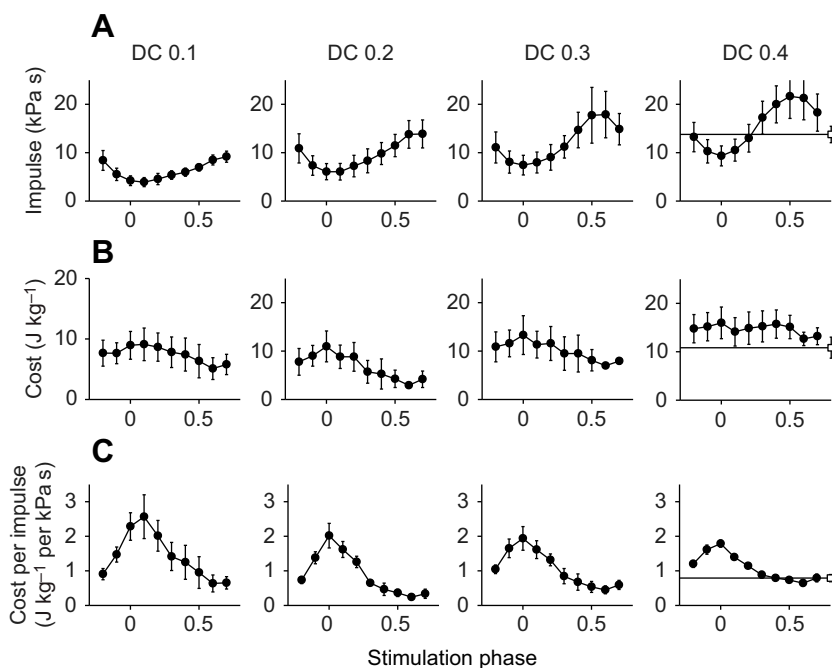 A
DC 0.1 DC 0.2 DC 0.3 DC 0.4
Impulse (kPa s)
20 20 20 20
10 10 10 10
0 0 0 0
0 0.5 0 0.5 0 0.5 0 0.5
B
Cost (J kg–1)
20 20 20 20
10 10 10 10
0 0 0 0
0 0.5 0 0.5 0 0.5 0 0.5
C
Cost per impulse
(J kg–1 per kPa s)
3 3 3 3
2 2 2 2
1 1 1 1
0 0 0 0
0 0.5 0 0.5 0 0.5 0 0.5
Stimulation phase